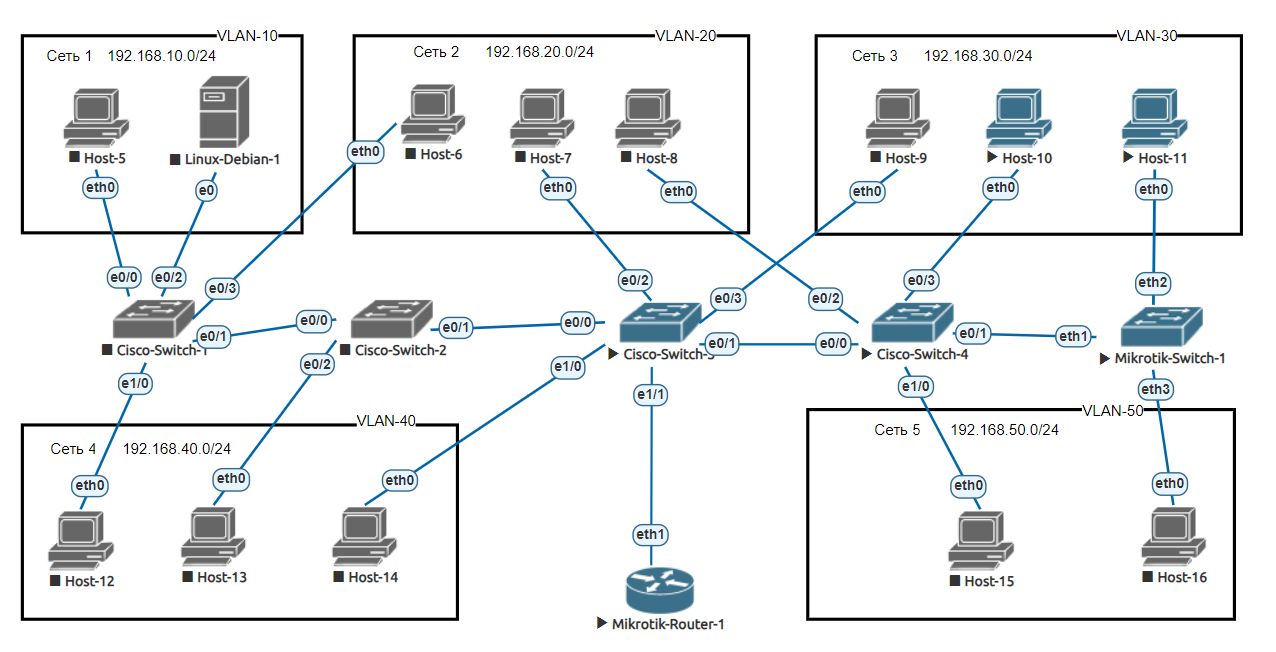 VLAN-10
Сеть 1 192.168.10.0/24
Host-5
Linux-Debian-1
eth0
e0
VLAN-20
Сеть 2 192.168.20.0/24
Host-6
Host-7
Host-8
eth0
eth0
eth0
VLAN-30
Сеть 3 192.168.30.0/24
Host-9
Host-10
Host-11
eth0
eth0
eth0
e0/0
e0/2
e0/3
e0/1
Cisco-Switch-1
e1/0
e0/0
e0/1
Cisco-Switch-2
e0/2
e0/2
e0/3
e0/0
e0/1
Cisco-Switch-3
e1/0
e1/1
e0/2
e0/3
e0/0
e0/1
Cisco-Switch-4
e1/0
eth2
eth1
Mikrotik-Switch-1
eth3
VLAN-40
Сеть 4 192.168.40.0/24
eth0
eth0
eth0
Host-12
Host-13
Host-14
eth1
Mikrotik-Router-1
VLAN-50
Сеть 5 192.168.50.0/24
eth0
eth0
Host-15
Host-16